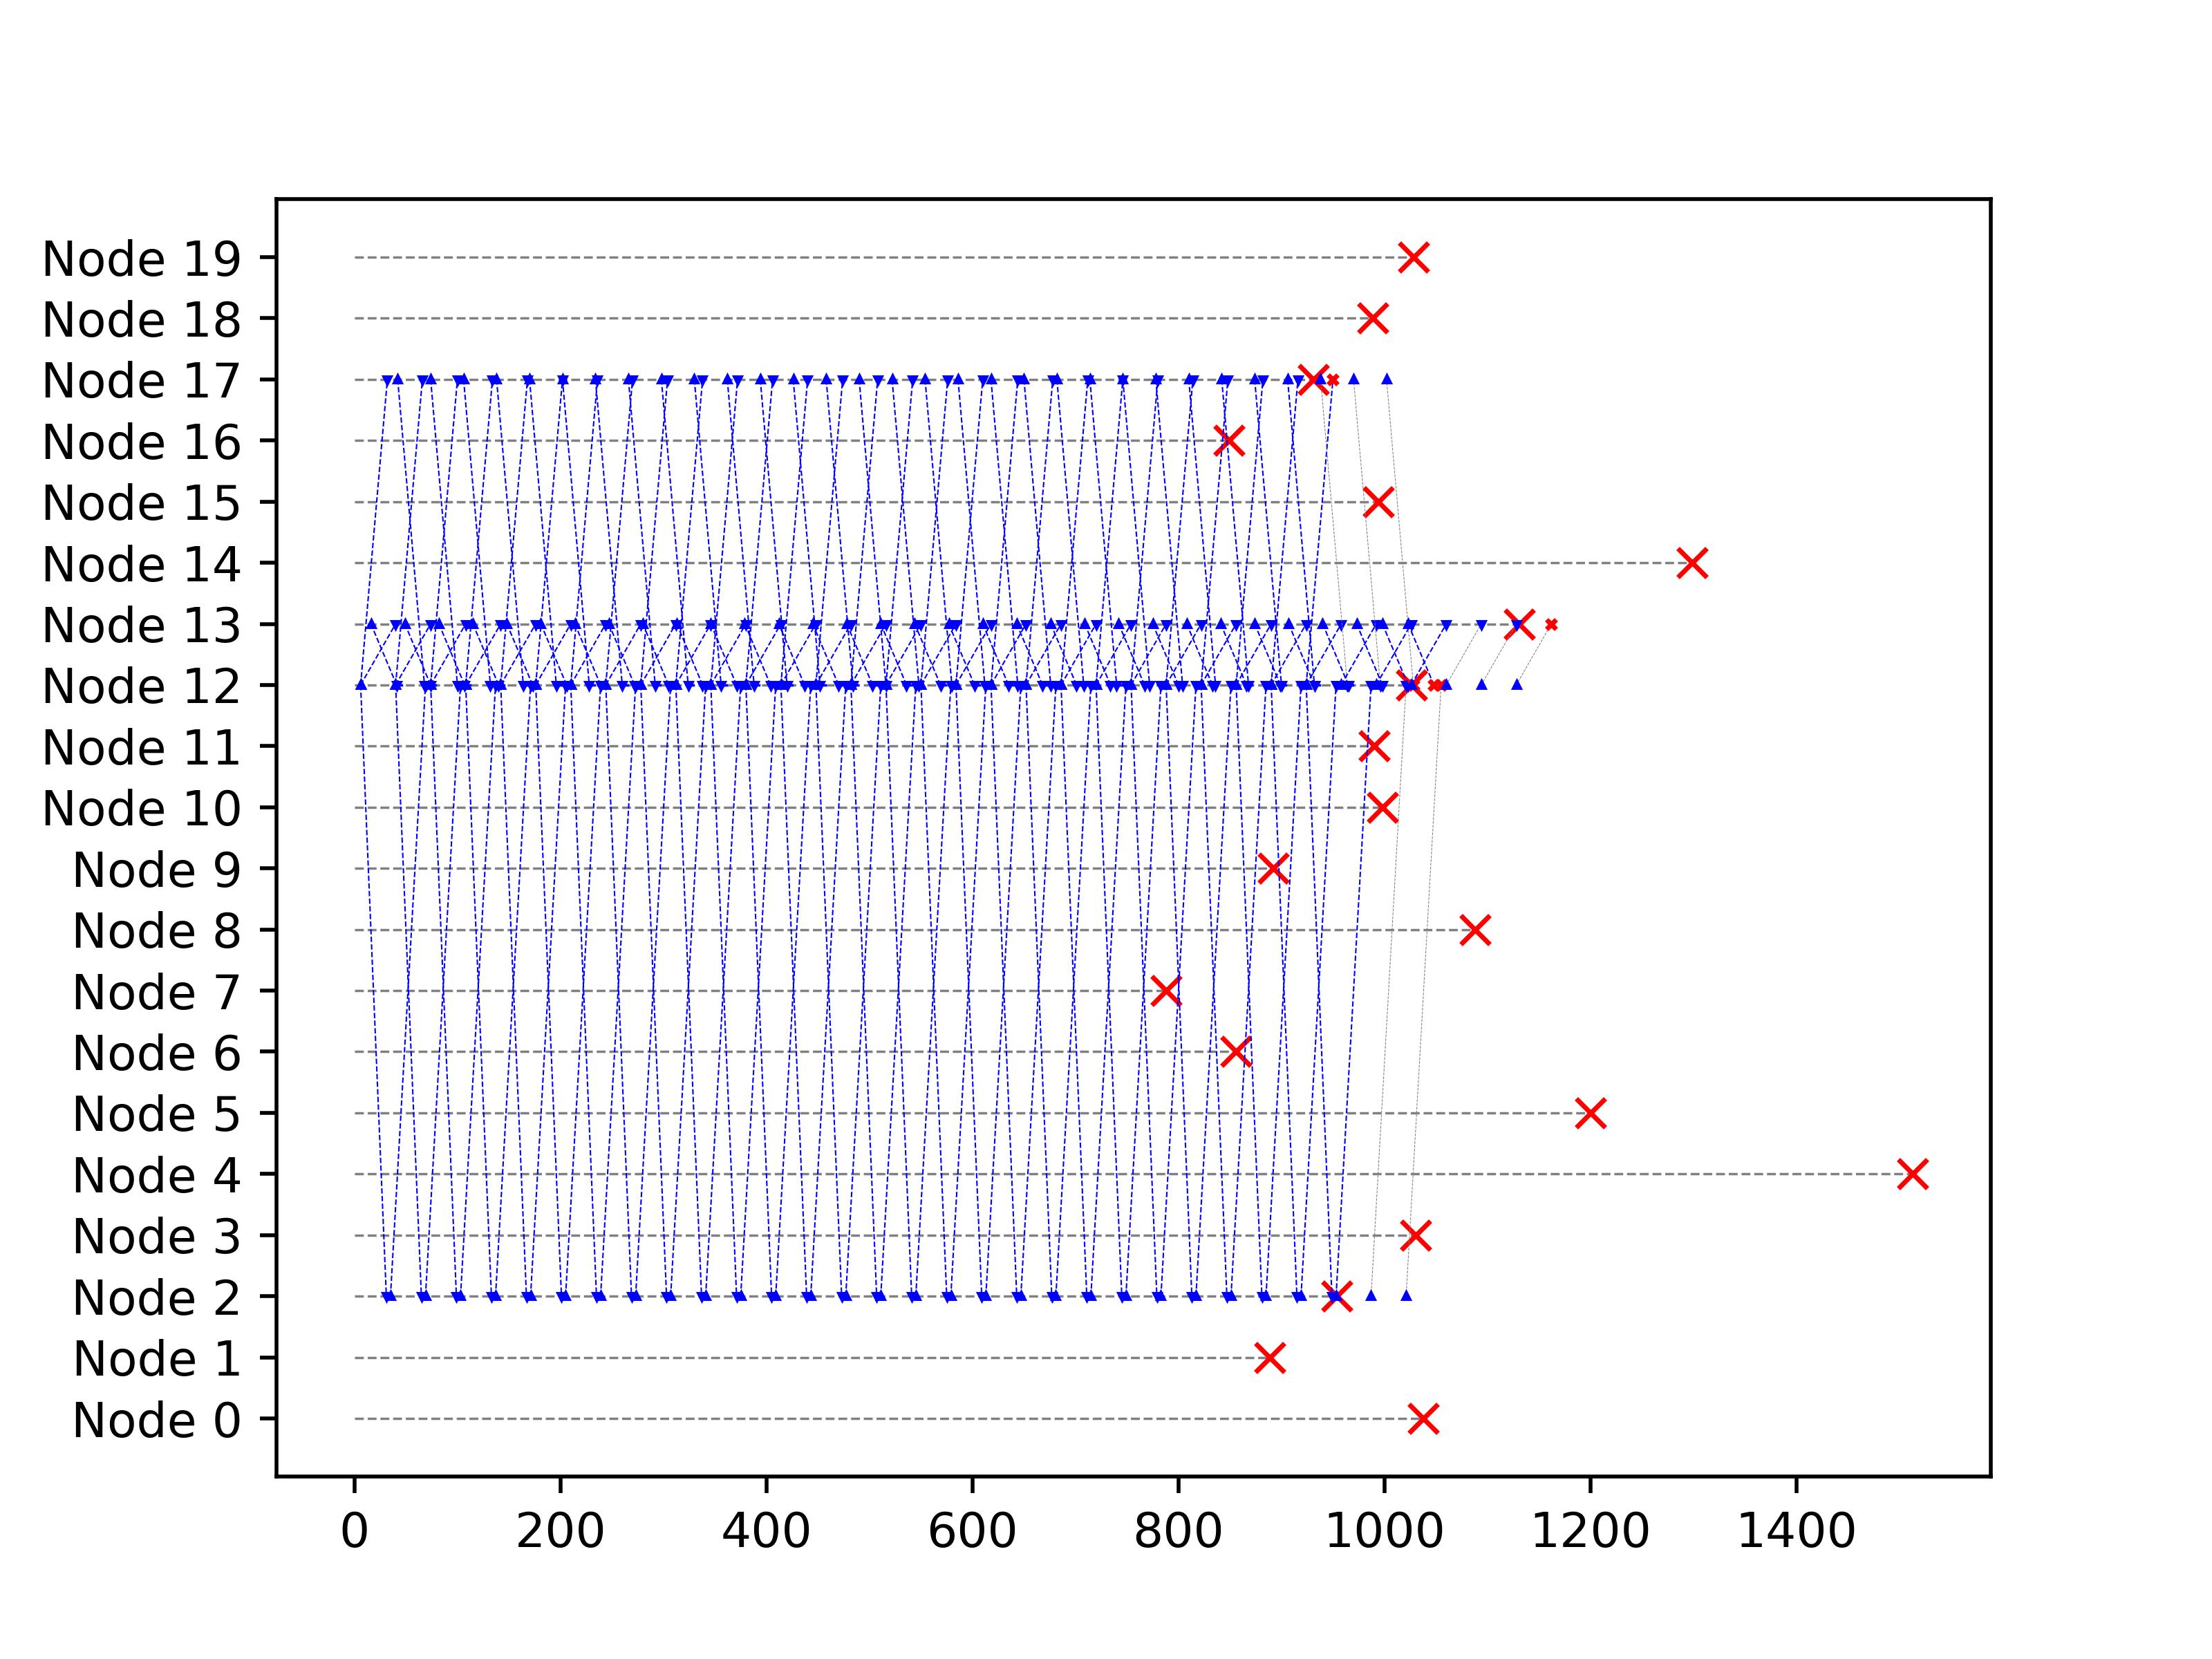 Node 19
Node 18
Node 17
Node 16
Node 15
Node 14
Node 13
Node 12
Node 11
Node 10
Node 9
Node 8
Node 7
Node 6
Node 5
Node 4
Node 3
Node 2
Node 1
Node 0
0 200 400 600 800 1000 1200 1400